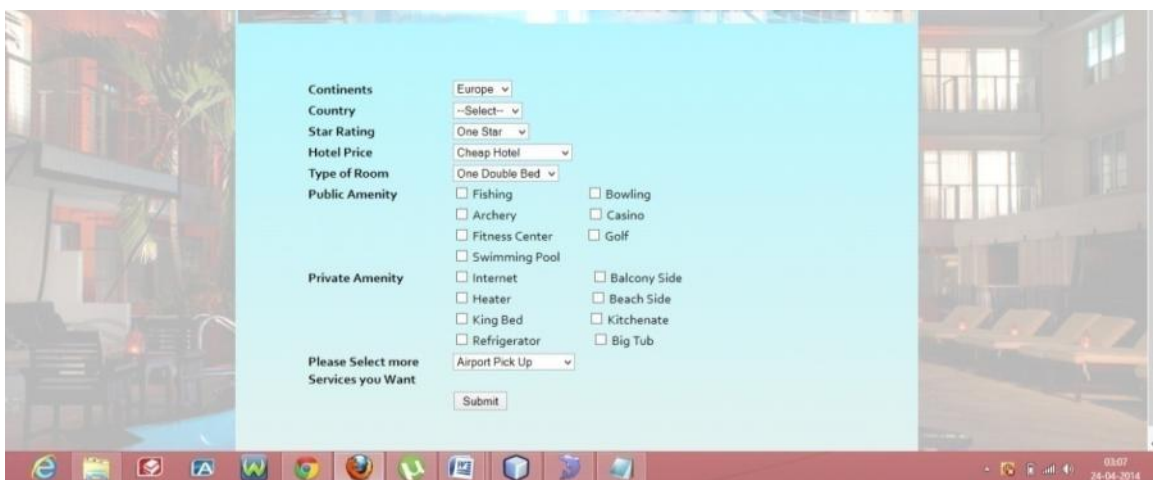 Continents Europe
Country --Select--
Star Rating One Star
Hotel Price Cheap Hotel
Type of Room One Double Bed
Public Amenity Fishing Bowling
Archery Casino
Fitness Center Golf
Swimming Pool
Private Amenity Internet Balcony Side
Heater Beach Side
King Bed Kitchenate
Refrigerator Big Tub
Please Select more Airport Pick Up
Services you Want
Submit
03:07
24-04-2014